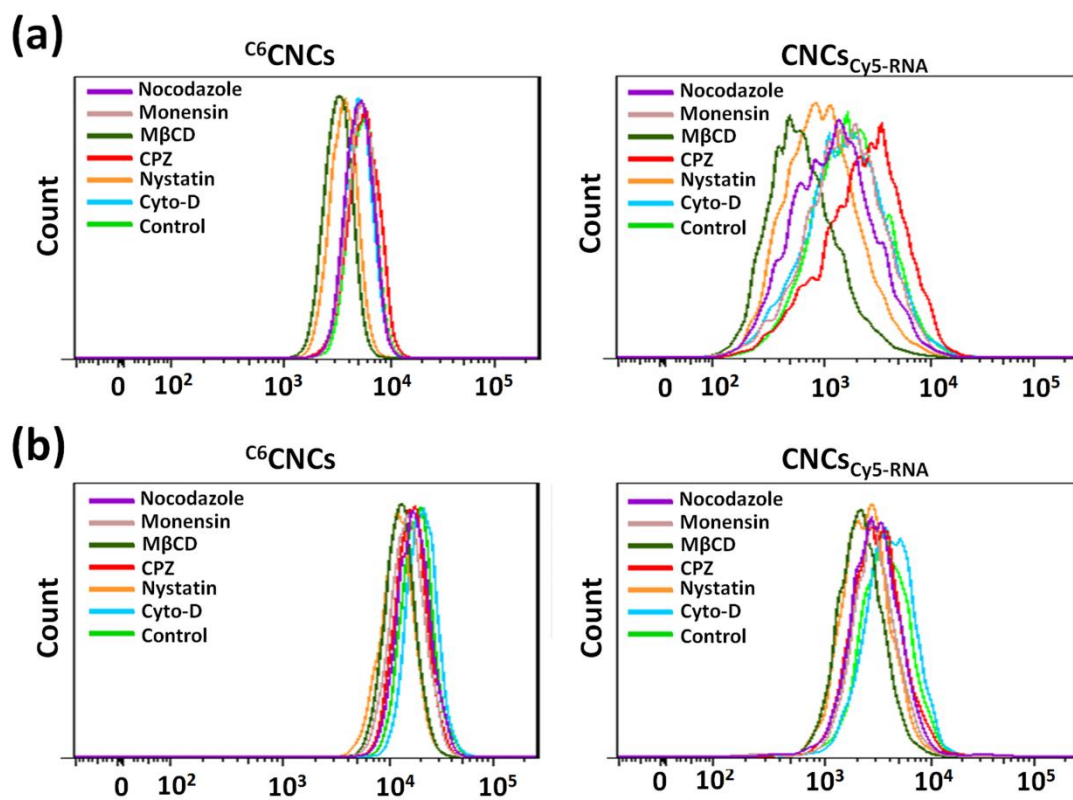 (a)
C6CNCs
Count
Nocodazole
Monensin
MβCD
CPZ
Nystatin
Cyto-D
Control
0 10² 10³ 10⁴ 10⁵
CNCsCy5-RNA
Count
Nocodazole
Monensin
MβCD
CPZ
Nystatin
Cyto-D
Control
0 10² 10³ 10⁴ 10⁵
(b)
C6CNCs
Count
Nocodazole
Monensin
MβCD
CPZ
Nystatin
Cyto-D
Control
0 10² 10³ 10⁴ 10⁵
CNCsCy5-RNA
Count
Nocodazole
Monensin
MβCD
CPZ
Nystatin
Cyto-D
Control
0 10² 10³ 10⁴ 10⁵